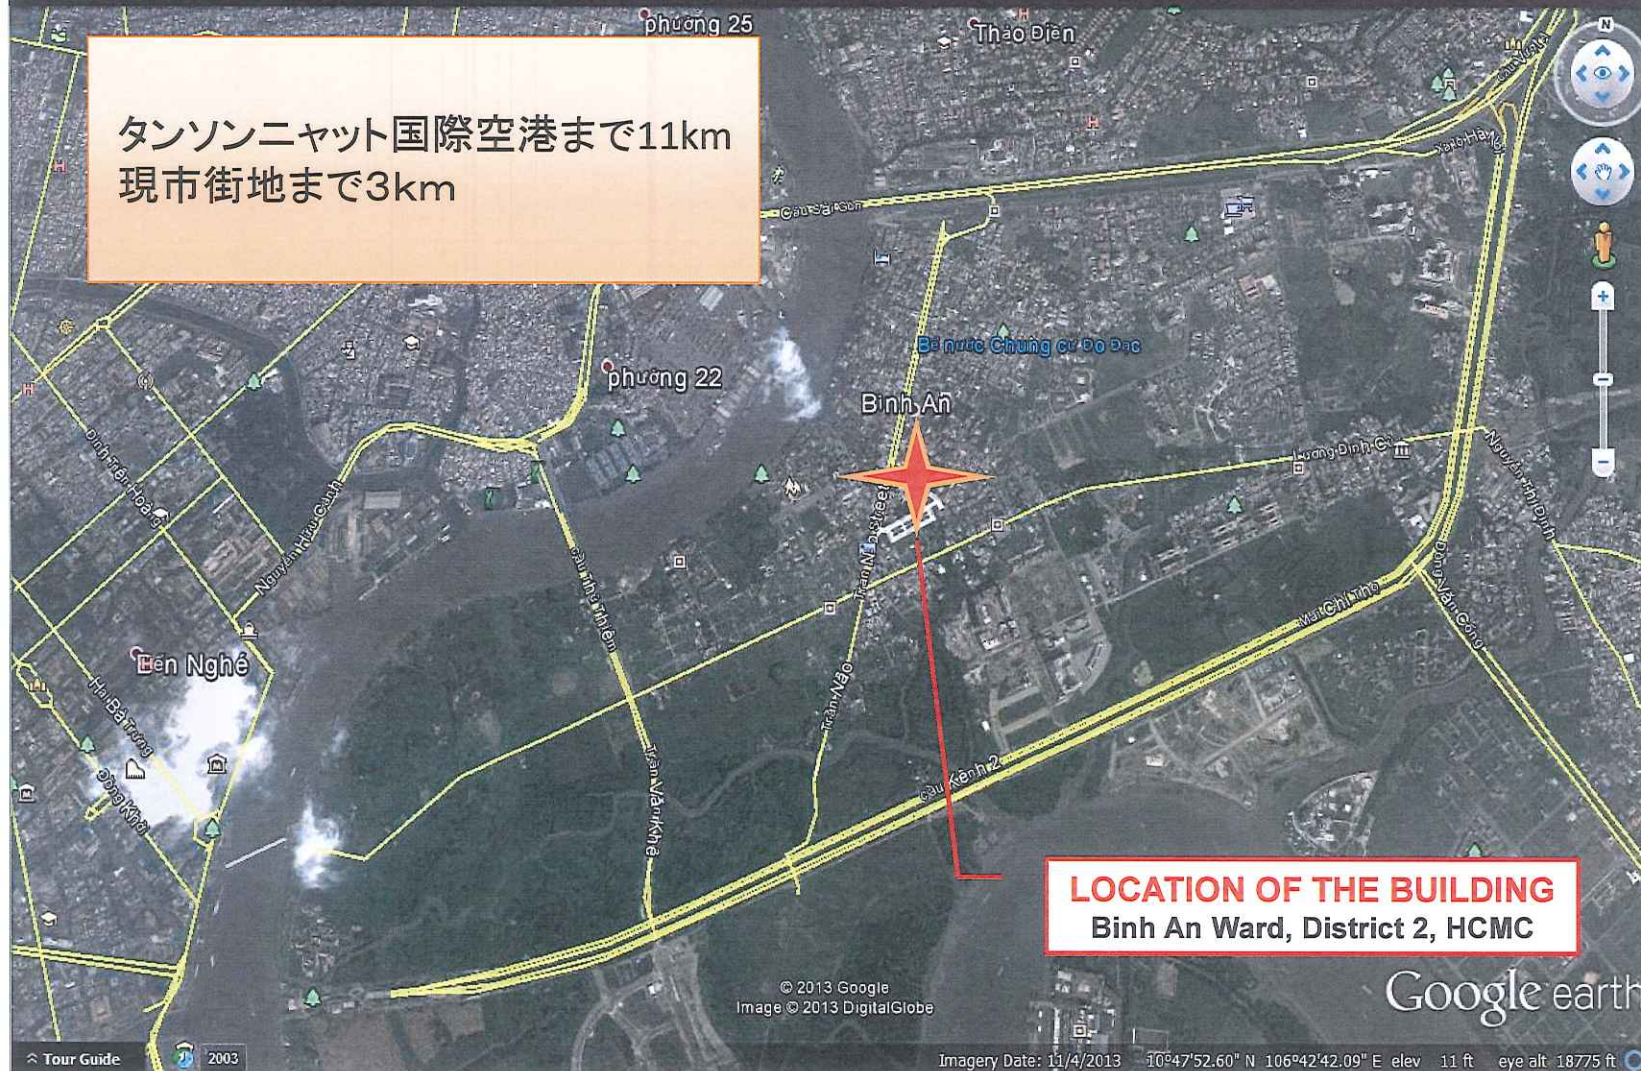 phường 25
Thảo Điền
タンソンニャット国際空港まで11km
現市街地まで3km
Cầu Sài Gòn
Bể nước Chung cư Đo Đạc
phường 22
Bình An
Lương Định Củ
Nguyễn Thị Định
Đinh Tiên Hoàng
Nguyễn Hữu Cảnh
Trần Não Street
Cầu Thủ Thiêm
Mai Chí Thọ
Đồng Văn Cống
Bến Nghé
Hai Bà Trưng
Trần Não
Đồng Khởi
Trần Văn Khê
Cầu Kênh 2
LOCATION OF THE BUILDING
Binh An Ward, District 2, HCMC
© 2013 Google
Image © 2013 DigitalGlobe
Google earth
Tour Guide
2003
Imagery Date: 11/4/2013 10°47'52.60" N 106°42'42.09" E elev 11 ft eye alt 18775 ft
N